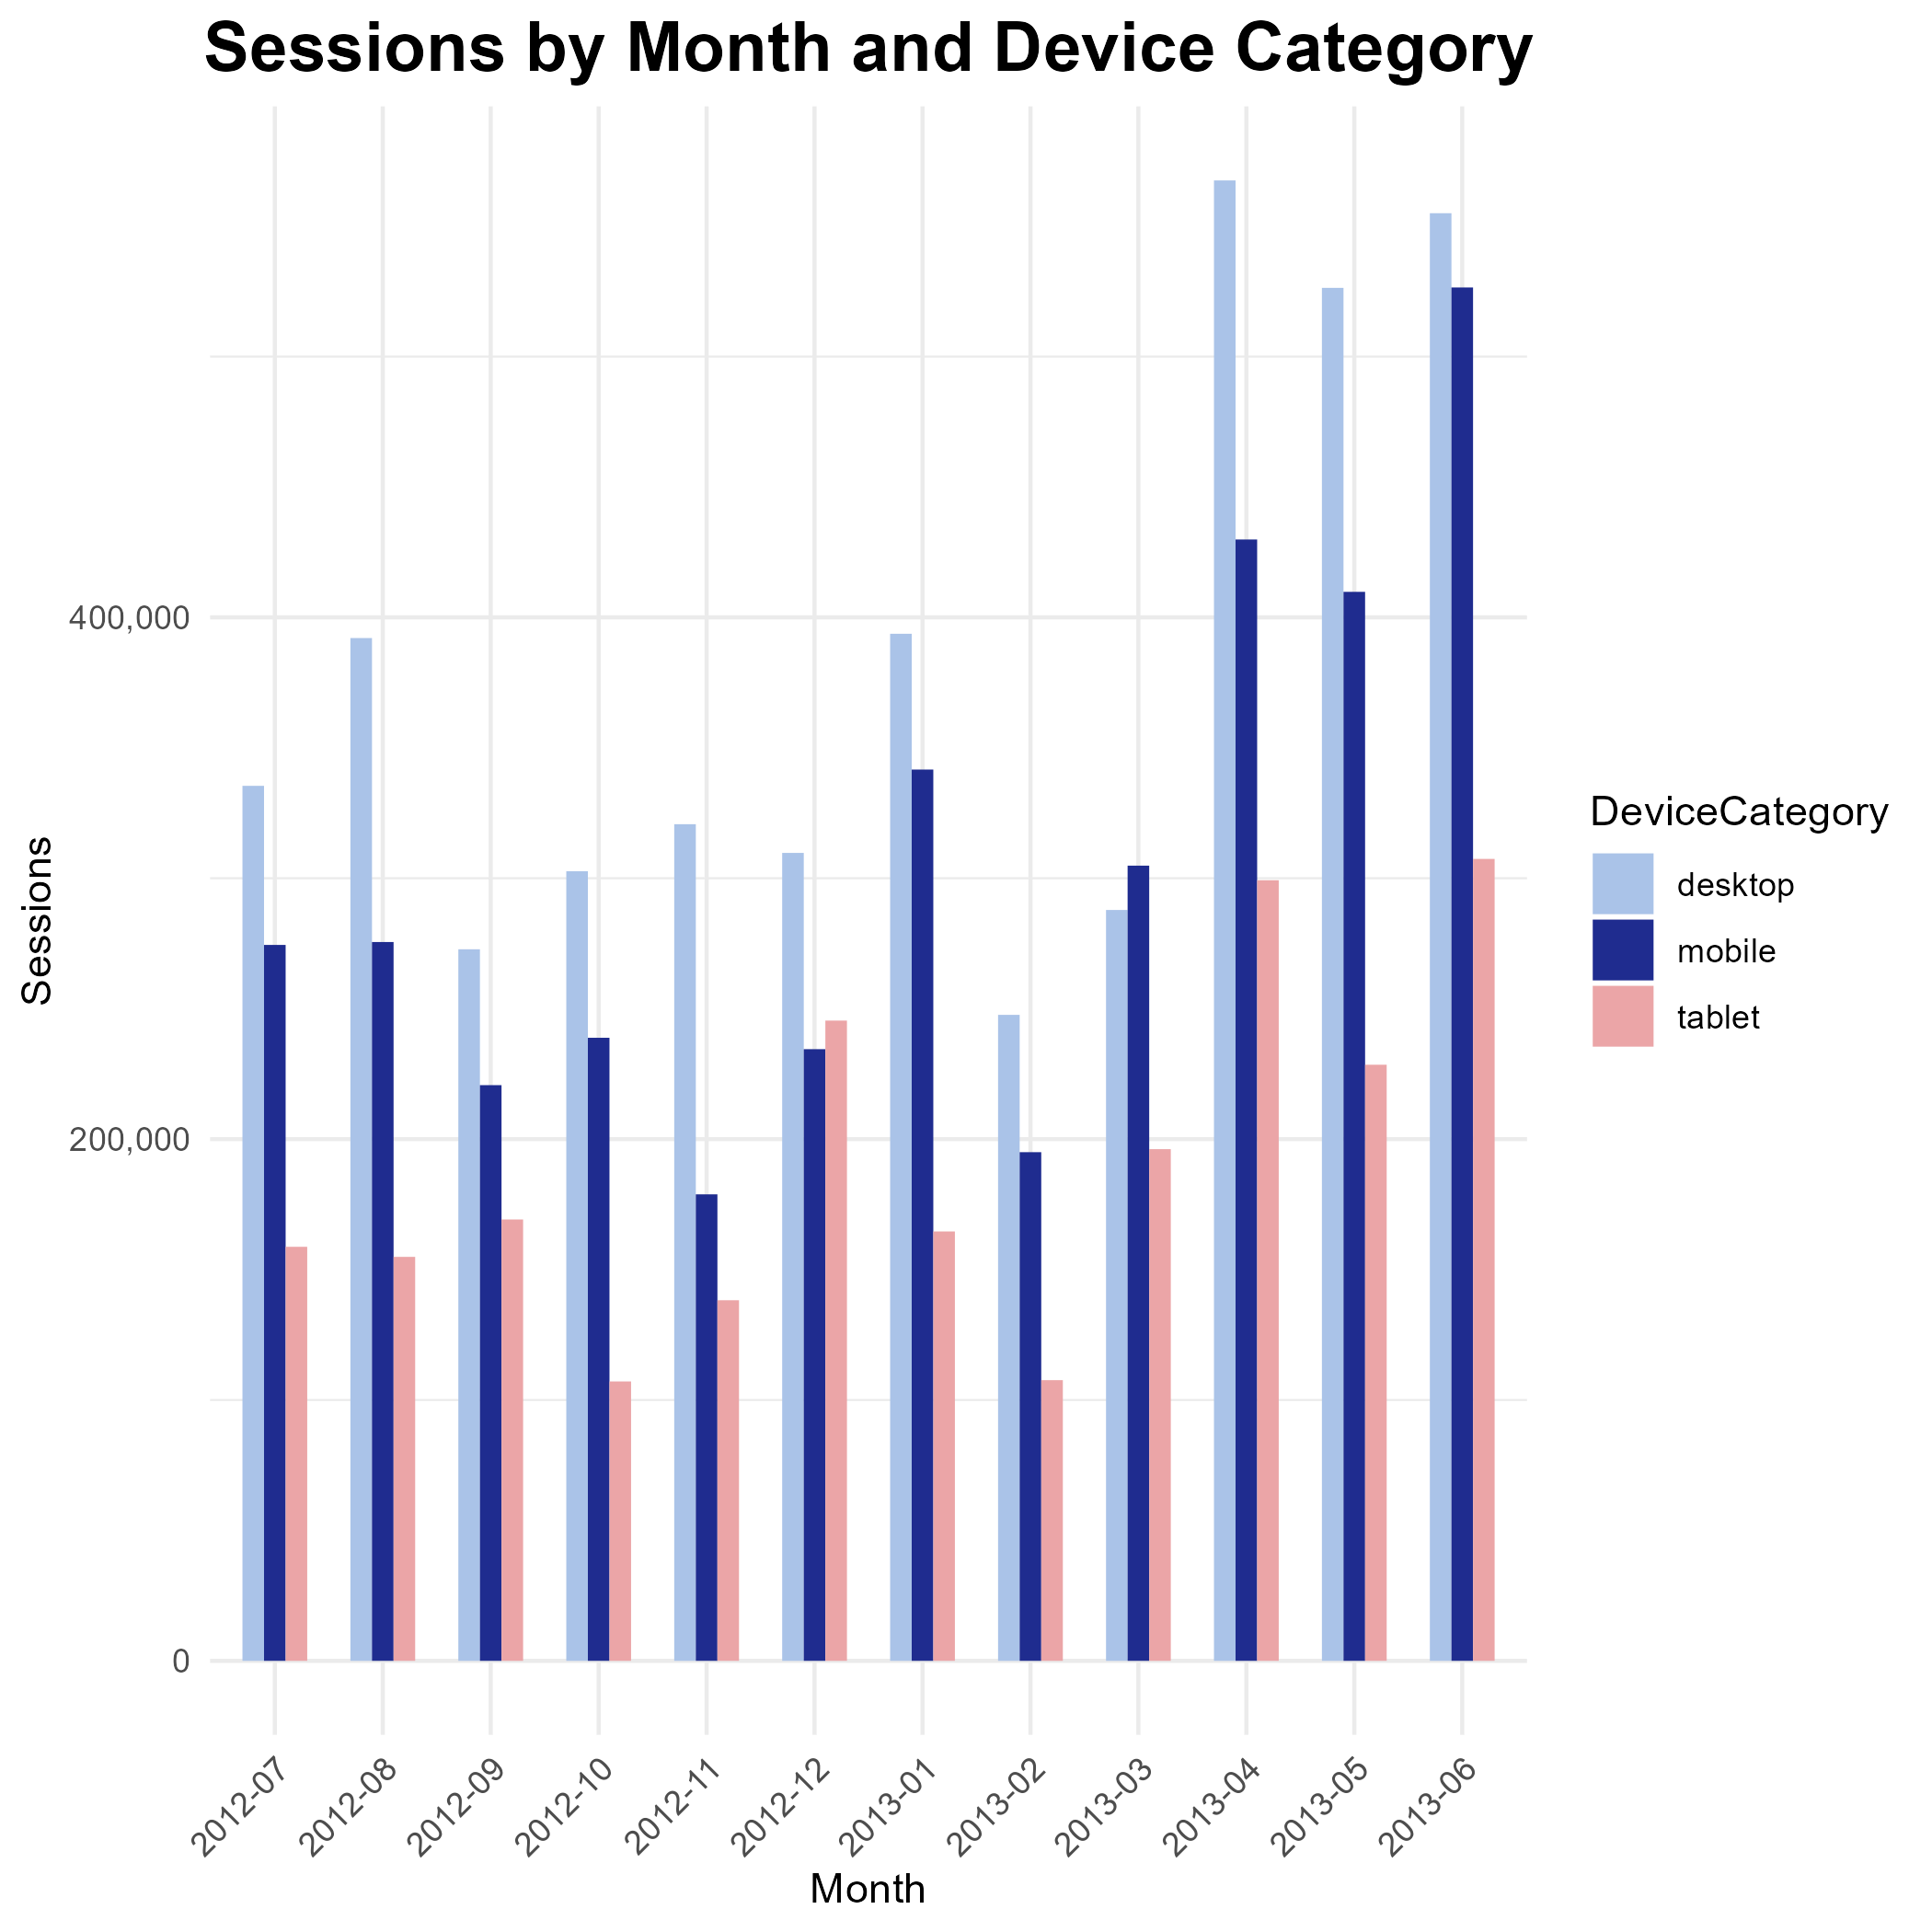 Sessions by Month and Device Category
Sessions
400,000
200,000
0
2012-07
2012-08
2012-09
2012-10
2012-11
2012-12
2013-01
2013-02
2013-03
2013-04
2013-05
2013-06
Month
DeviceCategory
desktop
mobile
tablet